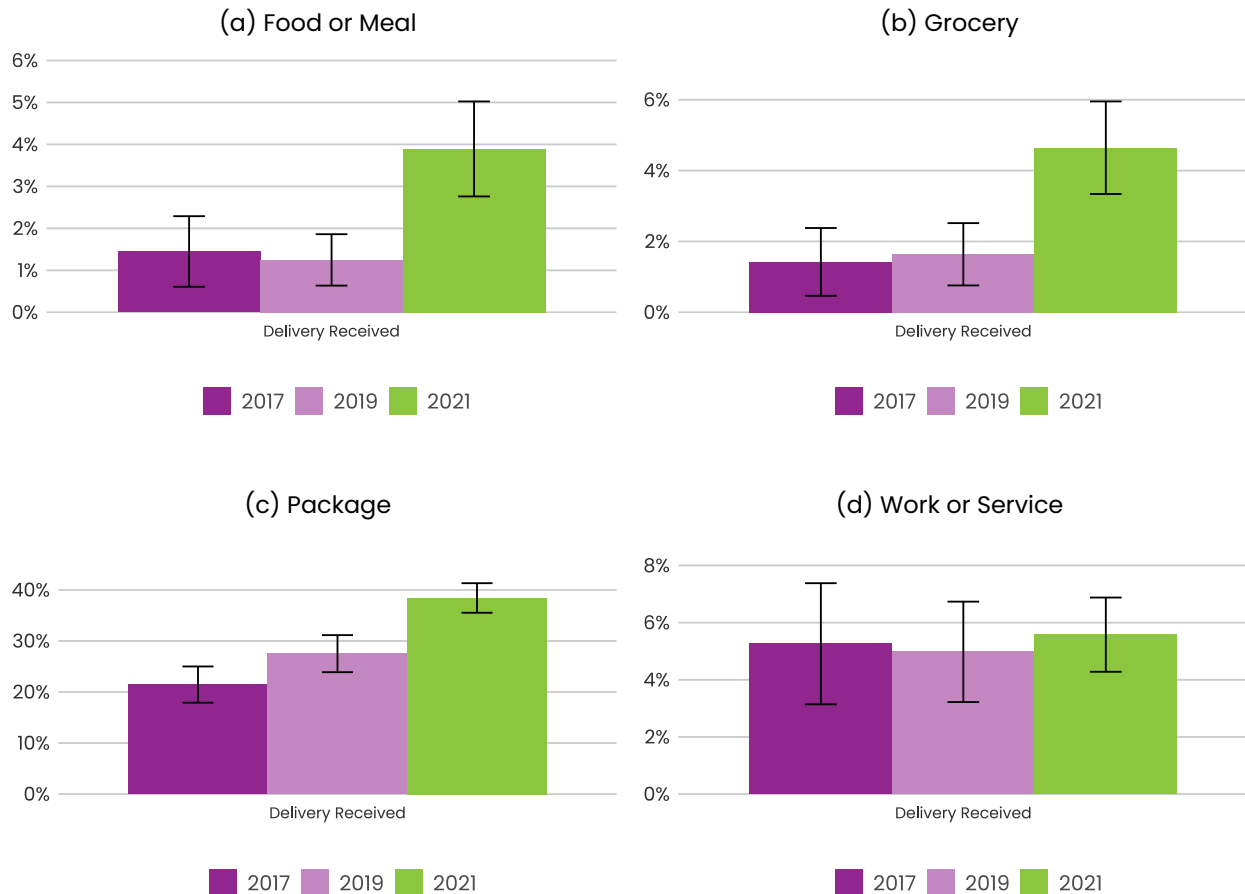 (a) Food or Meal
6%
5%
4%
3%
2%
1%
0%
Delivery Received
2017 2019 2021
(b) Grocery
6%
4%
2%
0%
Delivery Received
2017 2019 2021
(c) Package
40%
30%
20%
10%
0%
Delivery Received
2017 2019 2021
(d) Work or Service
8%
6%
4%
2%
0%
Delivery Received
2017 2019 2021